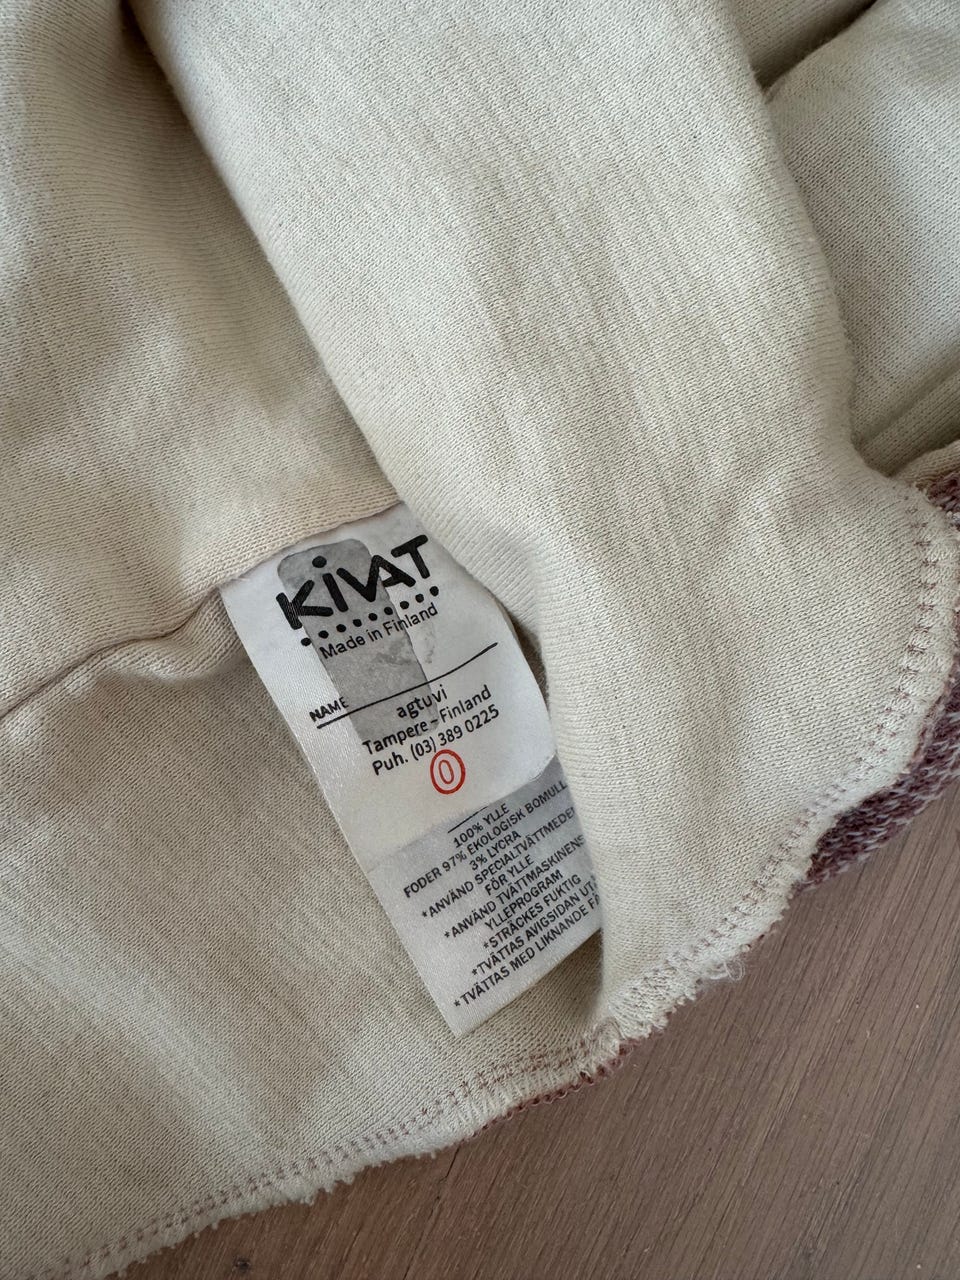 KiVAT
Made in Finland
NAME
agtuvi
Tampere - Finland
Puh. (03) 389 0225
0
100% YLLE
FODER 97% EKOLOGISK BOMULL
3% LYCRA
*ANVÄND SPECIALTVÄTTMEDEL
FÖR YLLE
*ANVÄND TVÄTTMASKINENS
YLLEPROGRAM
*STRÄCKES FUKTIG
*TVÄTTAS AVIGSIDAN UT
*TVÄTTAS MED LIKNANDE